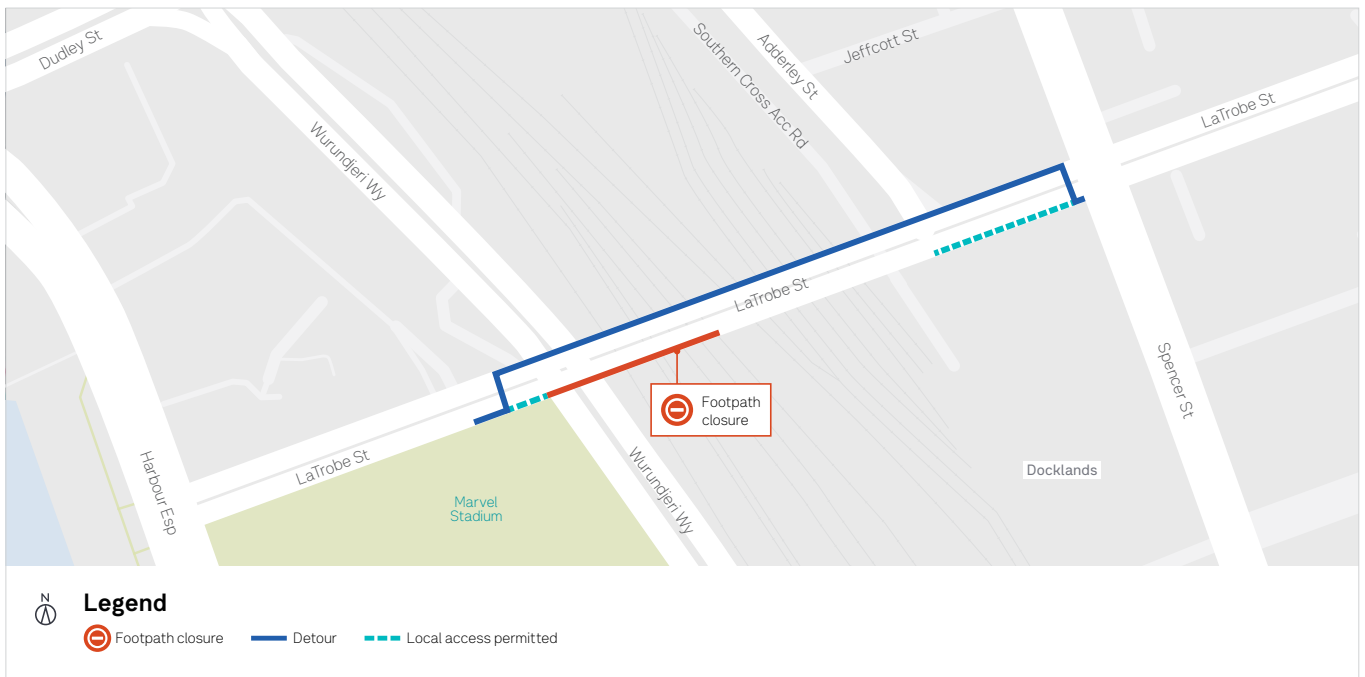 Dudley St
Wurundjeri Wy
Southern Cross Acc Rd
Adderley St
Jeffcott St
LaTrobe St
LaTrobe St
Footpath
closure
Spencer St
Harbour Esp
LaTrobe St
Marvel
Stadium
Wurundjeri Wy
Docklands
N
Legend
Footpath closure
Detour
Local access permitted